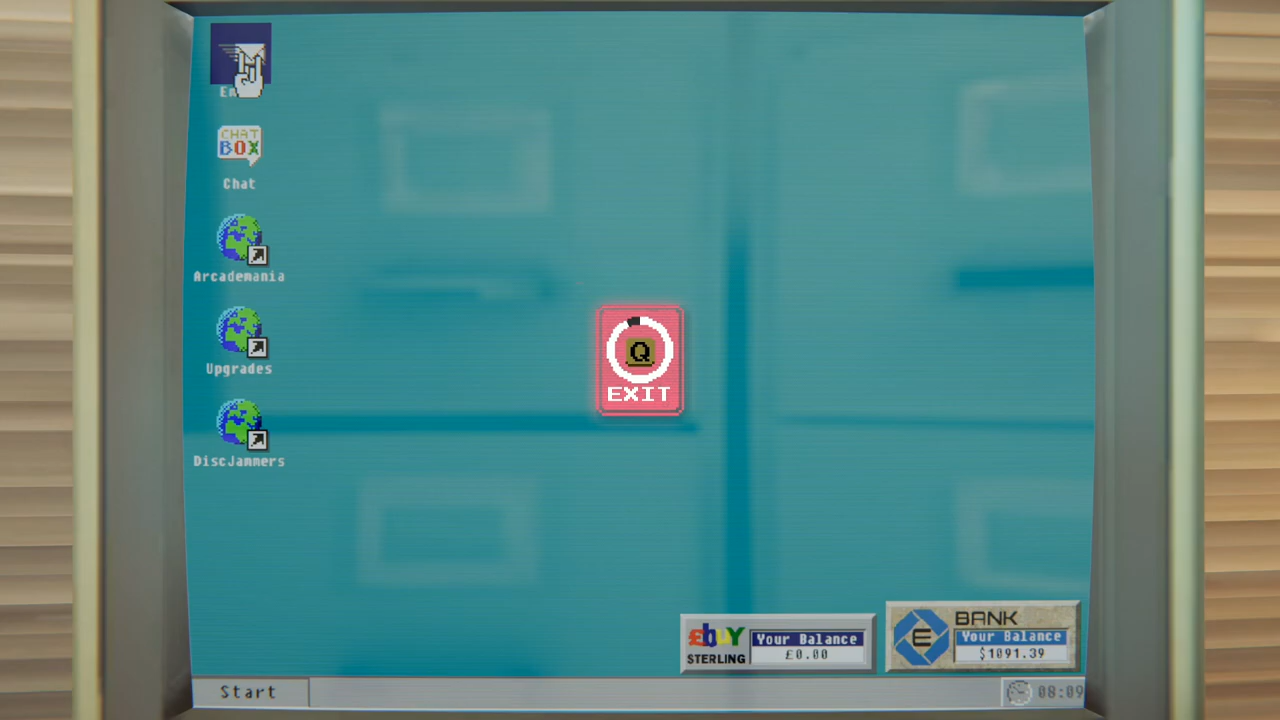 CHAT
BOX
Chat
Arcademania
Upgrades
DiscJammers
Q
EXIT
£buY
STERLING
Your Balance
£0.00
E
BANK
Your Balance
$1091.39
Start
08:09